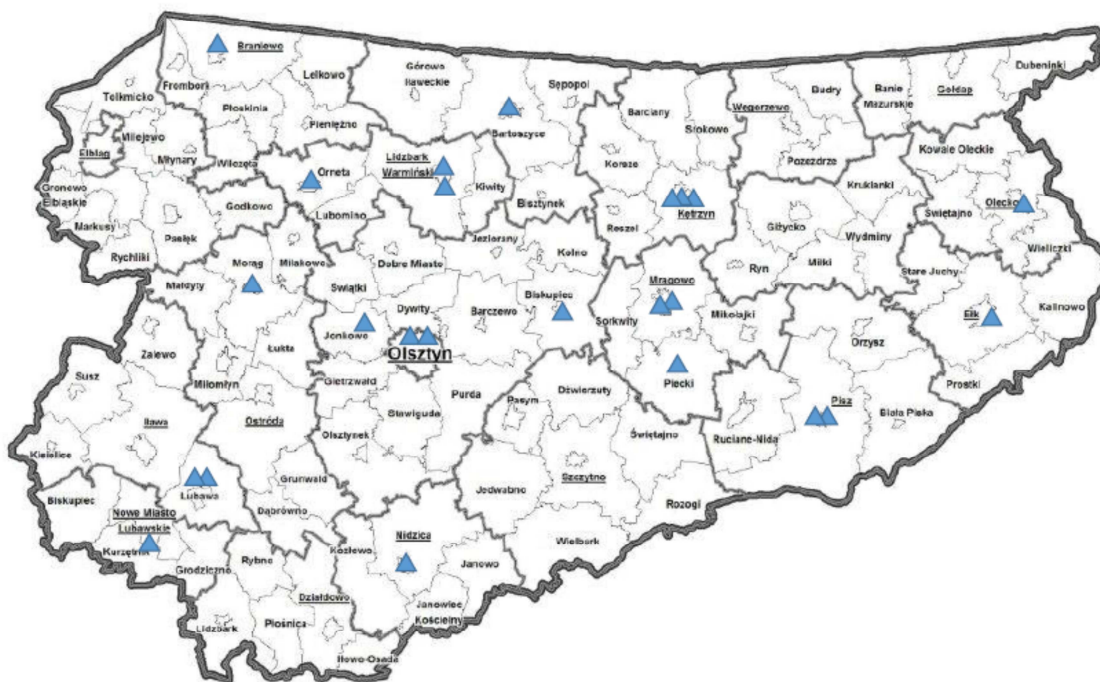 Braniewo
Lelkowo
Górowo
Iławeckie
Sępopol
Dubeninki
Frombork
Gołdap
Banie
Mazurskie
Budry
Węgorzewo
Tolkmicko
Płoskinia
Barciany
Srokowo
Pieniężno
Bartoszyce
Milejewo
Elbląg
Młynary
Wilczęta
Lidzbark
Warmiński
Korsze
Pozezdrze
Kowale Oleckie
Orneta
Kiwity
Kruklanki
Gronowo
Elbląskie
Godkowo
Bisztynek
Kętrzyn
Olecko
Świętajno
Markusy
Lubomino
Reszel
Giżycko
Pasłęk
Jeziorany
Wydminy
Wieliczki
Rychliki
Morąg
Miłakowo
Dobre Miasto
Kolno
Miłki
Ryn
Stare Juchy
Małdyty
Świątki
Mrągowo
Biskupiec
Dywity
Barczewo
Sorkwity
Mikołajki
Kalinowo
Ełk
Jonkowo
Olsztyn
Łukta
Zalewo
Orzysz
Susz
Miłomłyn
Gietrzwałd
Piecki
Dźwierzuty
Prostki
Purda
Pasym
Stawiguda
Pisz
Iława
Ostróda
Biała Piska
Olsztynek
Świętajno
Ruciane-Nida
Kisielice
Szczytno
Grunwald
Jedwabno
Lubawa
Biskupiec
Rozogi
Dąbrówno
Nowe Miasto
Lubawskie
Nidzica
Wielbark
Kurzętnik
Kozłowo
Rybno
Janowo
Grodziczno
Działdowo
Janowiec
Kościelny
Lidzbark
Płośnica
Iłowo-Osada